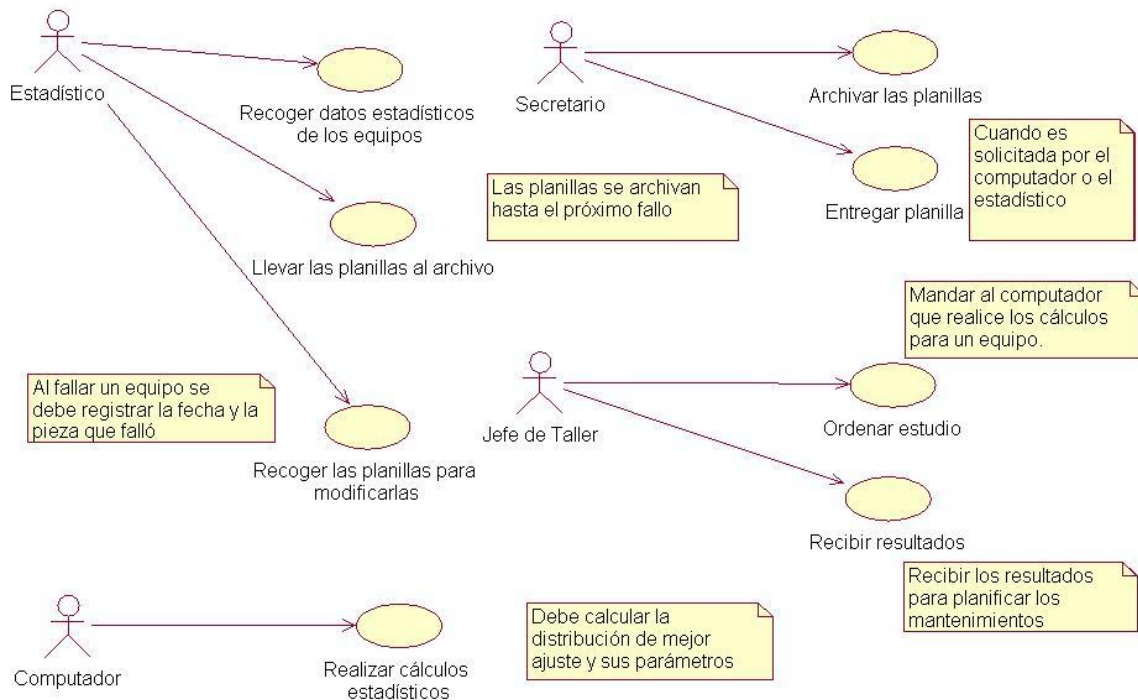 Estadístico
Recoger datos estadísticos
de los equipos
Llevar las planillas al archivo
Al fallar un equipo se
debe registrar la fecha y la
pieza que falló
Recoger las planillas para
modificarlas
Secretario
Archivar las planillas
Las planillas se archivan
hasta el próximo fallo
Entregar planilla
Cuando es
solicitada por el
computador o el
estadístico
Mandar al computador
que realice los cálculos
para un equipo.
Jefe de Taller
Ordenar estudio
Recibir resultados
Recibir los resultados
para planificar los
mantenimientos
Computador
Realizar cálculos
estadísticos
Debe calcular la
distribución de mejor
ajuste y sus parámetros